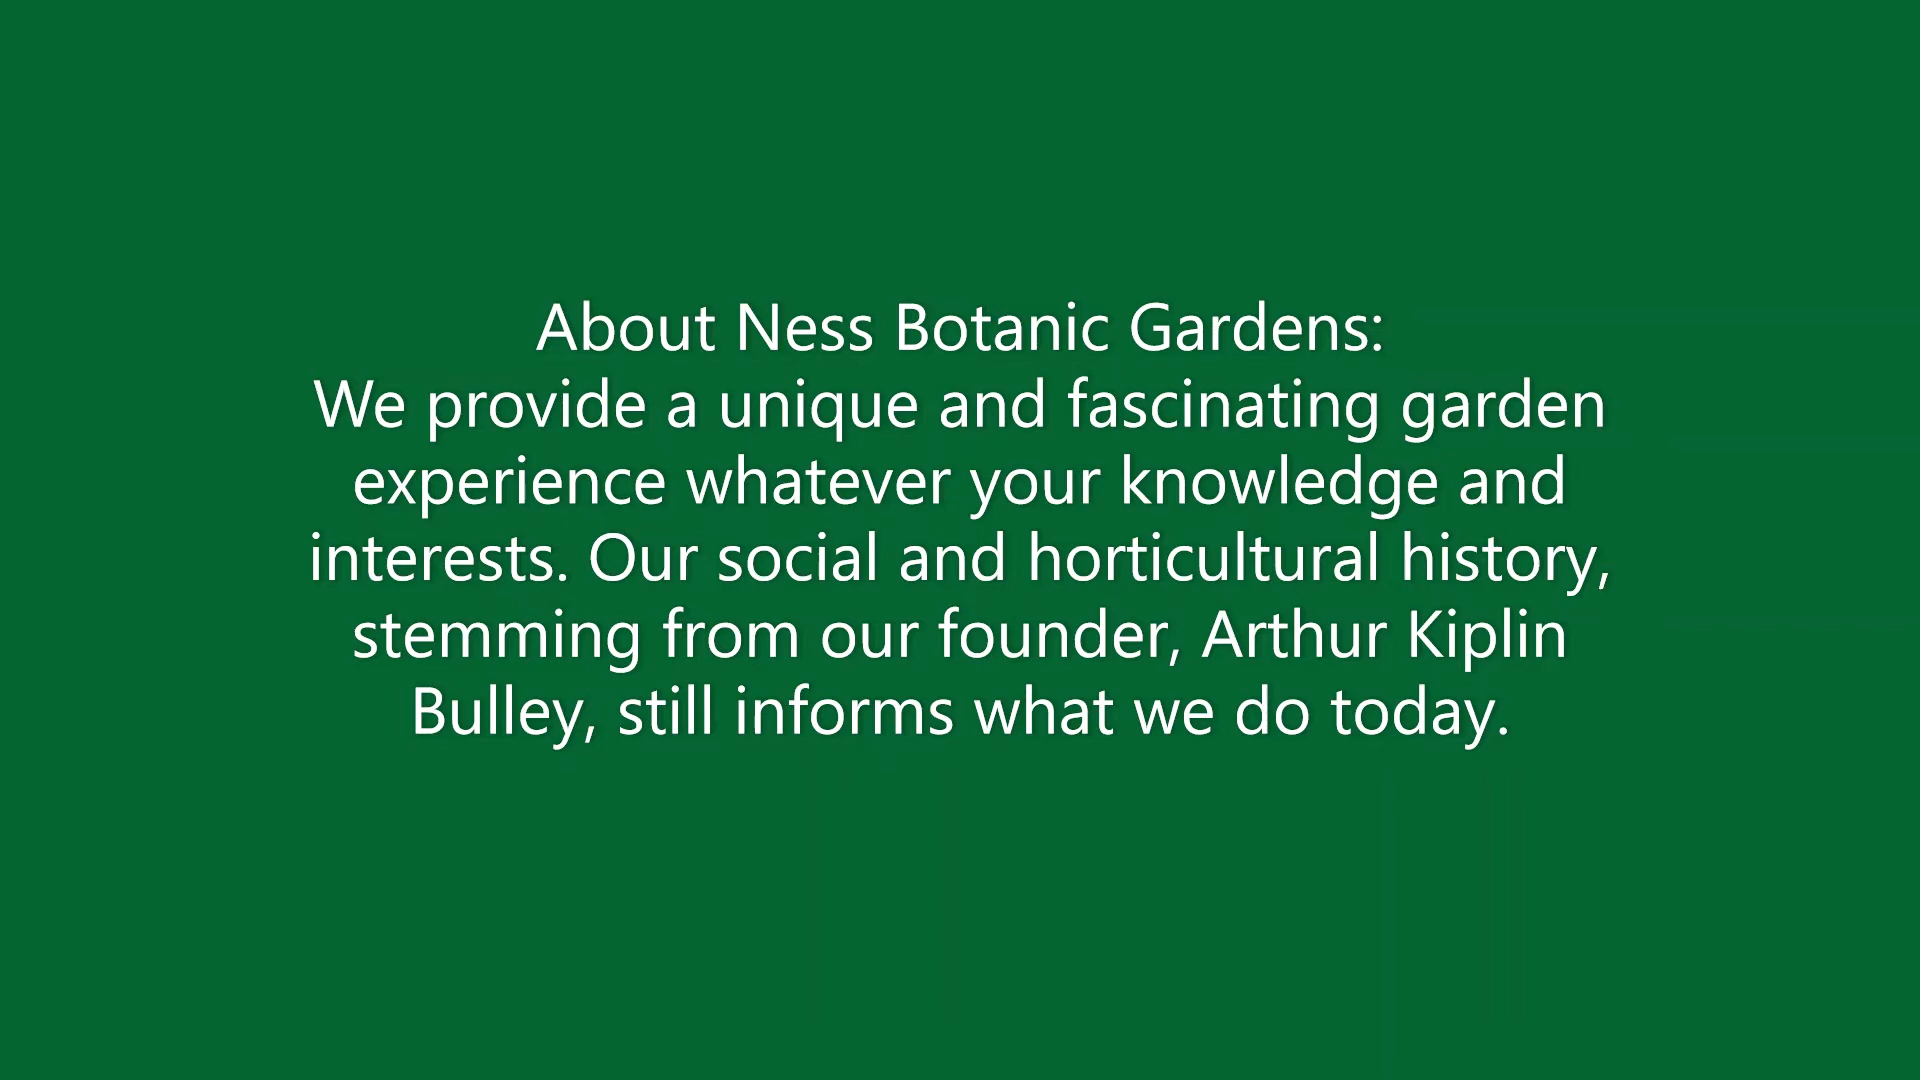 About Ness Botanic Gardens:
We provide a unique and fascinating garden
experience whatever your knowledge and
interests. Our social and horticultural history,
stemming from our founder, Arthur Kiplin
Bulley, still informs what we do today.